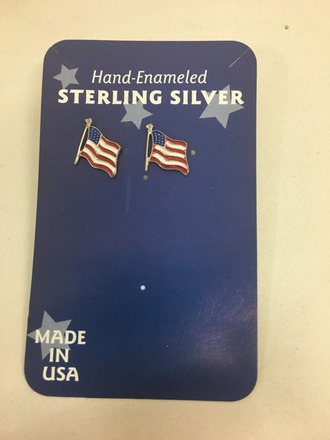 Hand-Enameled
STERLING SILVER
MADE
IN
USA